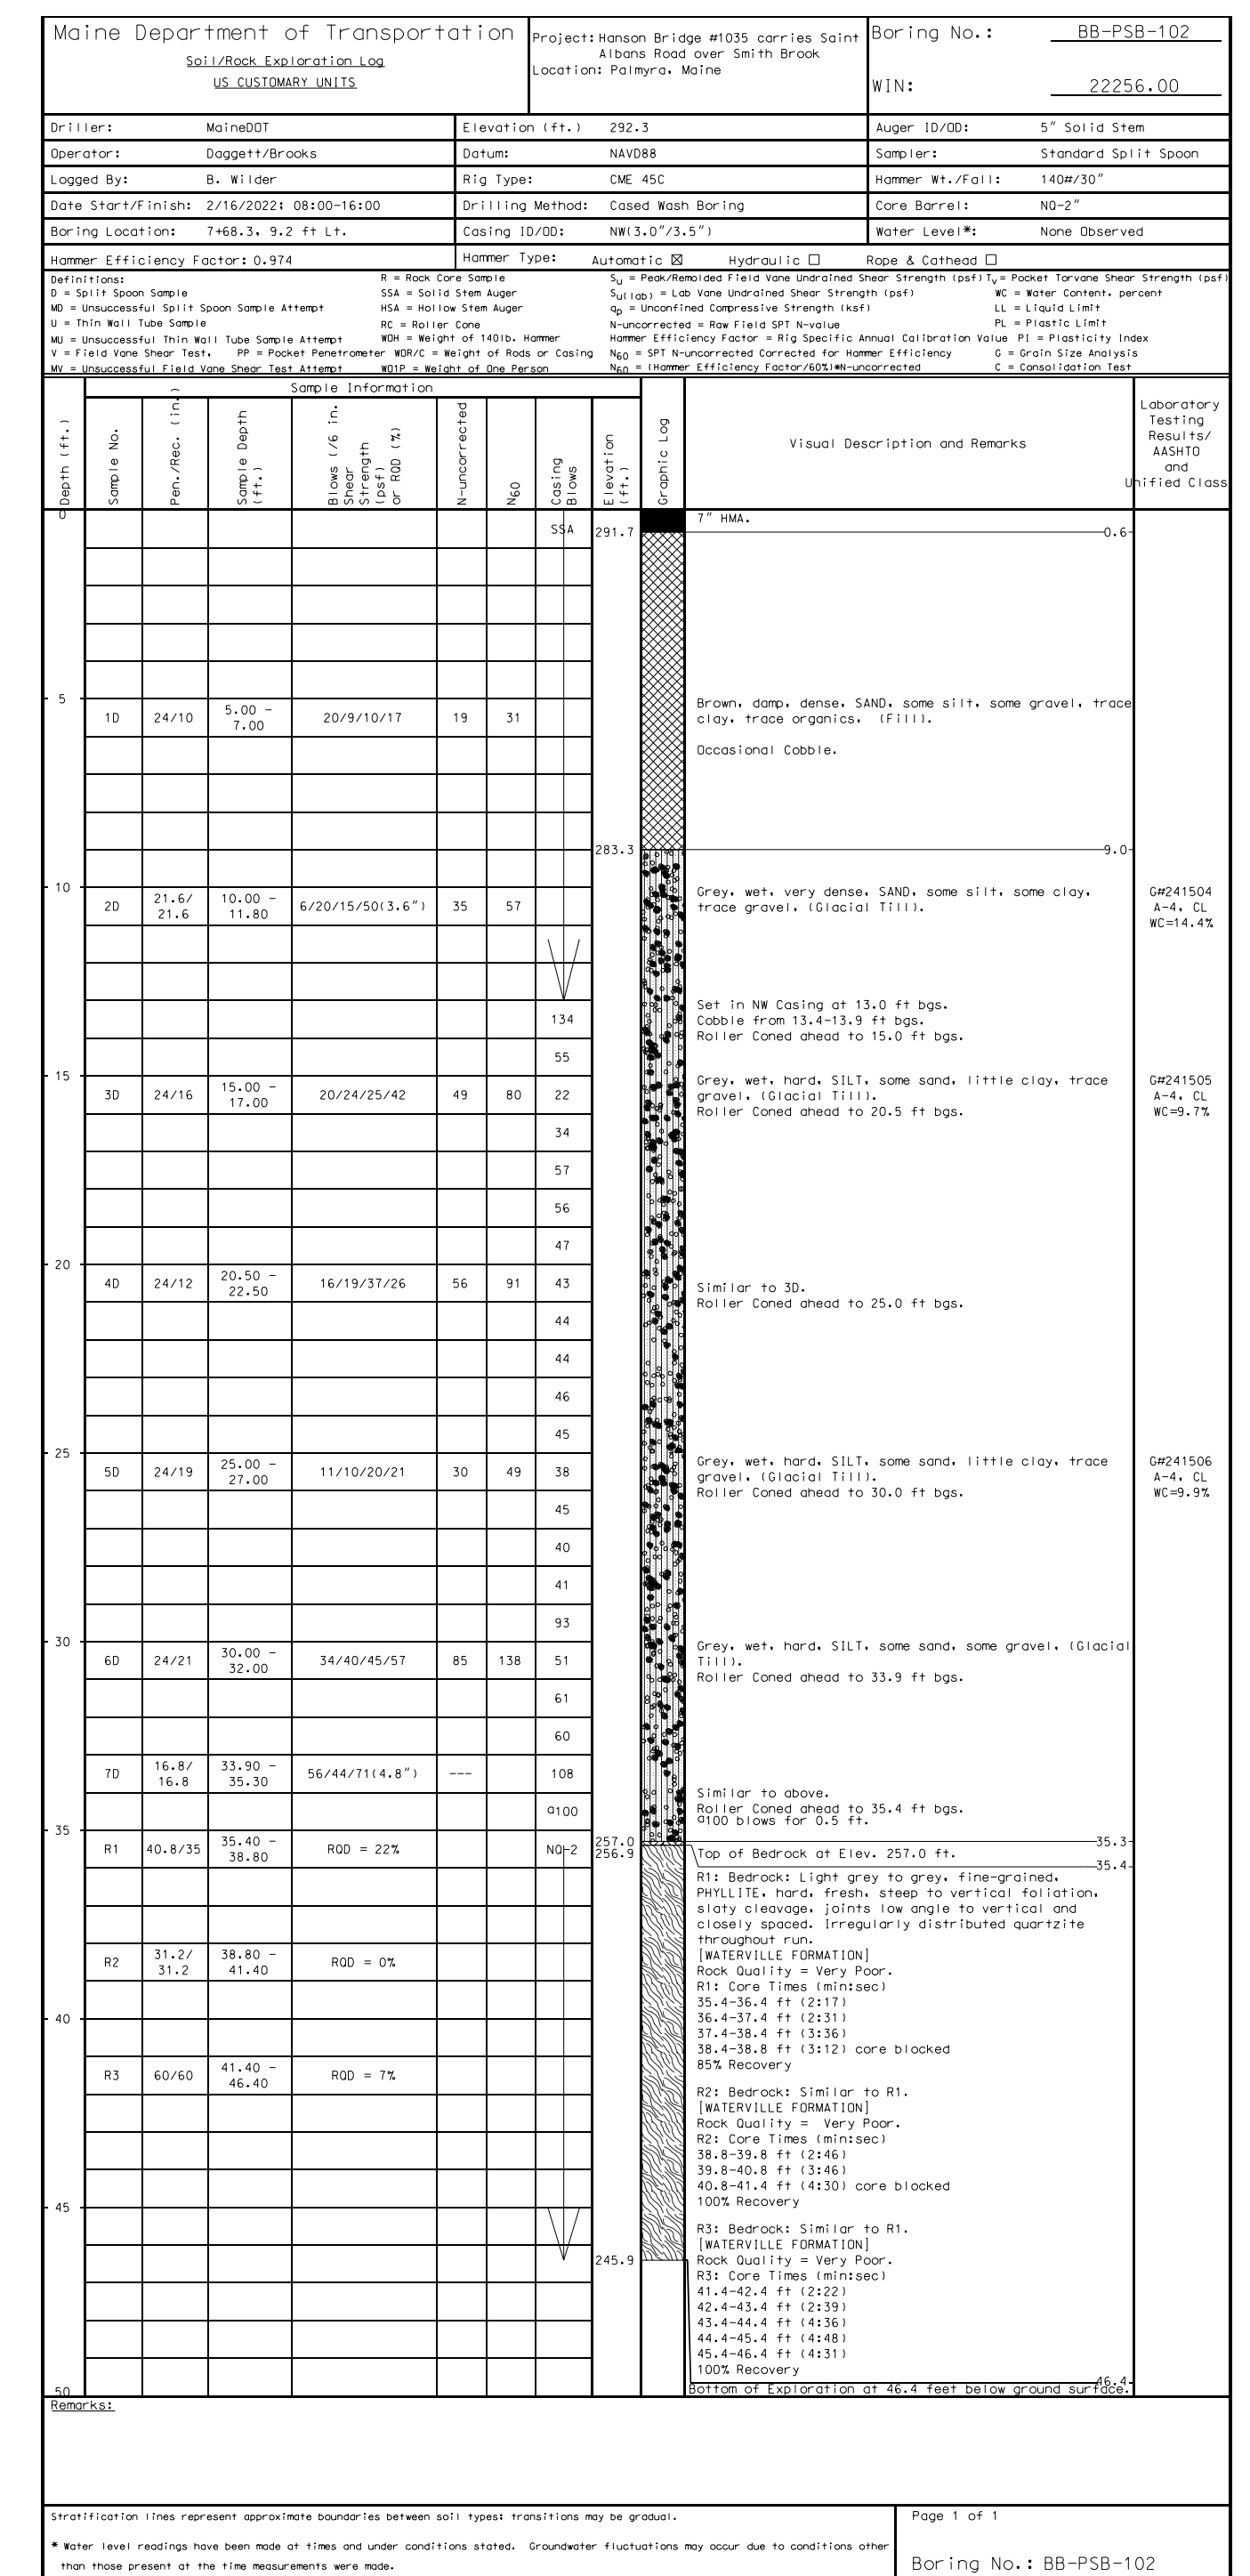 Maine Department of Transportation
Soil/Rock Exploration Log
US CUSTOMARY UNITS
Project: Hanson Bridge #1035 carries Saint
Albans Road over Smith Brook
Location: Palmyra, Maine
Boring No.: BB-PSB-102
WIN: 22256.00
Driller: MaineDOT Elevation (ft.) 292.3 Auger ID/OD: 5" Solid Stem
Operator: Daggett/Brooks Datum: NAVD88 Sampler: Standard Split Spoon
Logged By: B. Wilder Rig Type: CME 45C Hammer Wt./Fall: 140#/30"
Date Start/Finish: 2/16/2022; 08:00-16:00 Drilling Method: Cased Wash Boring Core Barrel: NQ-2"
Boring Location: 7+68.3, 9.2 ft Lt. Casing ID/OD: NW(3.0"/3.5") Water Level*: None Observed
Hammer Efficiency Factor: 0.974 Hammer Type: Automatic ☒ Hydraulic ☐ Rope & Cathead ☐
Definitions:
D = Split Spoon Sample
MD = Unsuccessful Split Spoon Sample Attempt
U = Thin Wall Tube Sample
MU = Unsuccessful Thin Wall Tube Sample Attempt
V = Field Vane Shear Test, PP = Pocket Penetrometer
MV = Unsuccessful Field Vane Shear Test Attempt
R = Rock Core Sample
SSA = Solid Stem Auger
HSA = Hollow Stem Auger
RC = Roller Cone
WOH = Weight of 140lb. Hammer
WOR/C = Weight of Rods or Casing
WO1P = Weight of One Person
Su = Peak/Remolded Field Vane Undrained Shear Strength (psf)
Su(lab) = Lab Vane Undrained Shear Strength (psf)
qp = Unconfined Compressive Strength (ksf)
N-uncorrected = Raw Field SPT N-value
Hammer Efficiency Factor = Rig Specific Annual Calibration Value
N60 = SPT N-uncorrected Corrected for Hammer Efficiency
N60 = (Hammer Efficiency Factor/60%)*N-uncorrected
Tv = Pocket Torvane Shear Strength (psf)
WC = Water Content, percent
LL = Liquid Limit
PL = Plastic Limit
PI = Plasticity Index
G = Grain Size Analysis
C = Consolidation Test
Sample Information
Depth (ft.)
Sample No.
Pen./Rec. (in.)
Sample Depth
(ft.)
Blows (/6 in.
Shear
Strength
(psf)
or RQD (%)
N-uncorrected
N60
Casing
Blows
Elevation
(ft.)
Graphic Log
Visual Description and Remarks
Laboratory
Testing
Results/
AASHTO
and
Unified Class
0
SSA 291.7 7" HMA. 0.6
5
1D 24/10 5.00 - 7.00 20/9/10/17 19 31
Brown, damp, dense, SAND, some silt, some gravel, trace
clay, trace organics, (Fill).
Occasional Cobble.
283.3 9.0
10
2D 21.6/ 21.6 10.00 - 11.80 6/20/15/50(3.6") 35 57
Grey, wet, very dense, SAND, some silt, some clay,
trace gravel, (Glacial Till).
G#241504
A-4, CL
WC=14.4%
Set in NW Casing at 13.0 ft bgs.
Cobble from 13.4-13.9 ft bgs.
Roller Coned ahead to 15.0 ft bgs.
134
55
15
3D 24/16 15.00 - 17.00 20/24/25/42 49 80 22
Grey, wet, hard, SILT, some sand, little clay, trace
gravel, (Glacial Till).
Roller Coned ahead to 20.5 ft bgs.
G#241505
A-4, CL
WC=9.7%
34
57
56
47
20
4D 24/12 20.50 - 22.50 16/19/37/26 56 91 43
Similar to 3D.
Roller Coned ahead to 25.0 ft bgs.
44
44
46
45
25
5D 24/19 25.00 - 27.00 11/10/20/21 30 49 38
Grey, wet, hard, SILT, some sand, little clay, trace
gravel, (Glacial Till).
Roller Coned ahead to 30.0 ft bgs.
G#241506
A-4, CL
WC=9.9%
45
40
41
93
30
6D 24/21 30.00 - 32.00 34/40/45/57 85 138 51
Grey, wet, hard, SILT, some sand, some gravel, (Glacial
Till).
Roller Coned ahead to 33.9 ft bgs.
61
60
7D 16.8/ 16.8 33.90 - 35.30 56/44/71(4.8") --- 108
Similar to above.
Roller Coned ahead to 35.4 ft bgs.
a100 blows for 0.5 ft.
a100
35
R1 40.8/35 35.40 - 38.80 RQD = 22% NQ-2
257.0 35.3
256.9 Top of Bedrock at Elev. 257.0 ft.
35.4
R1: Bedrock: Light grey to grey, fine-grained,
PHYLLITE, hard, fresh, steep to vertical foliation,
slaty cleavage, joints low angle to vertical and
closely spaced. Irregularly distributed quartzite
throughout run.
[WATERVILLE FORMATION]
Rock Quality = Very Poor.
R1: Core Times (min:sec)
35.4-36.4 ft (2:17)
36.4-37.4 ft (2:31)
37.4-38.4 ft (3:36)
38.4-38.8 ft (3:12) core blocked
85% Recovery
R2 31.2/ 31.2 38.80 - 41.40 RQD = 0%
40
R3 60/60 41.40 - 46.40 RQD = 7%
R2: Bedrock: Similar to R1.
[WATERVILLE FORMATION]
Rock Quality = Very Poor.
R2: Core Times (min:sec)
38.8-39.8 ft (2:46)
39.8-40.8 ft (3:46)
40.8-41.4 ft (4:30) core blocked
100% Recovery
45
R3: Bedrock: Similar to R1.
[WATERVILLE FORMATION]
245.9 Rock Quality = Very Poor.
R3: Core Times (min:sec)
41.4-42.4 ft (2:22)
42.4-43.4 ft (2:39)
43.4-44.4 ft (4:36)
44.4-45.4 ft (4:48)
45.4-46.4 ft (4:31)
100% Recovery
46.4
50
Bottom of Exploration at 46.4 feet below ground surface.
Remarks:
Stratification lines represent approximate boundaries between soil types; transitions may be gradual.
* Water level readings have been made at times and under conditions stated. Groundwater fluctuations may occur due to conditions other
than those present at the time measurements were made.
Page 1 of 1
Boring No.: BB-PSB-102